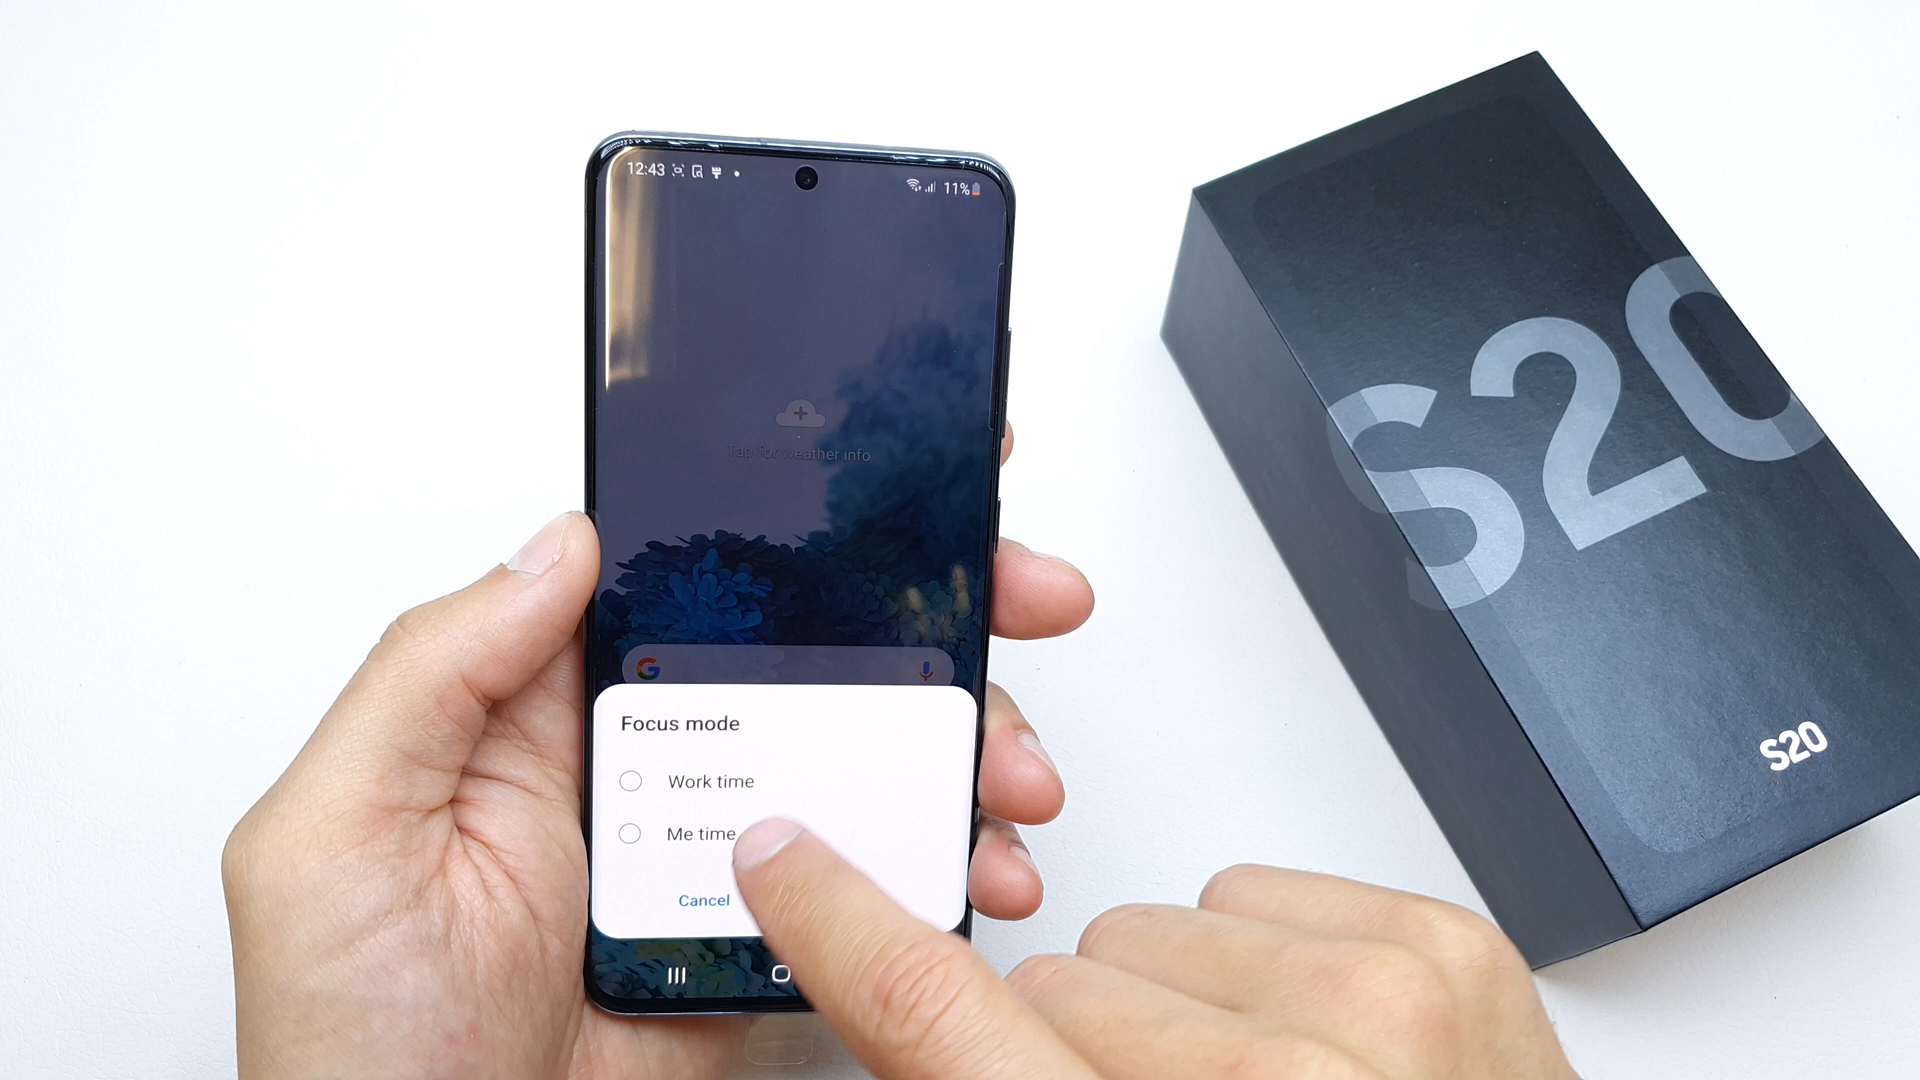 12:43
11%
Tap for weather info
G
Focus mode
Work time
Me time
Cancel
S20
S20